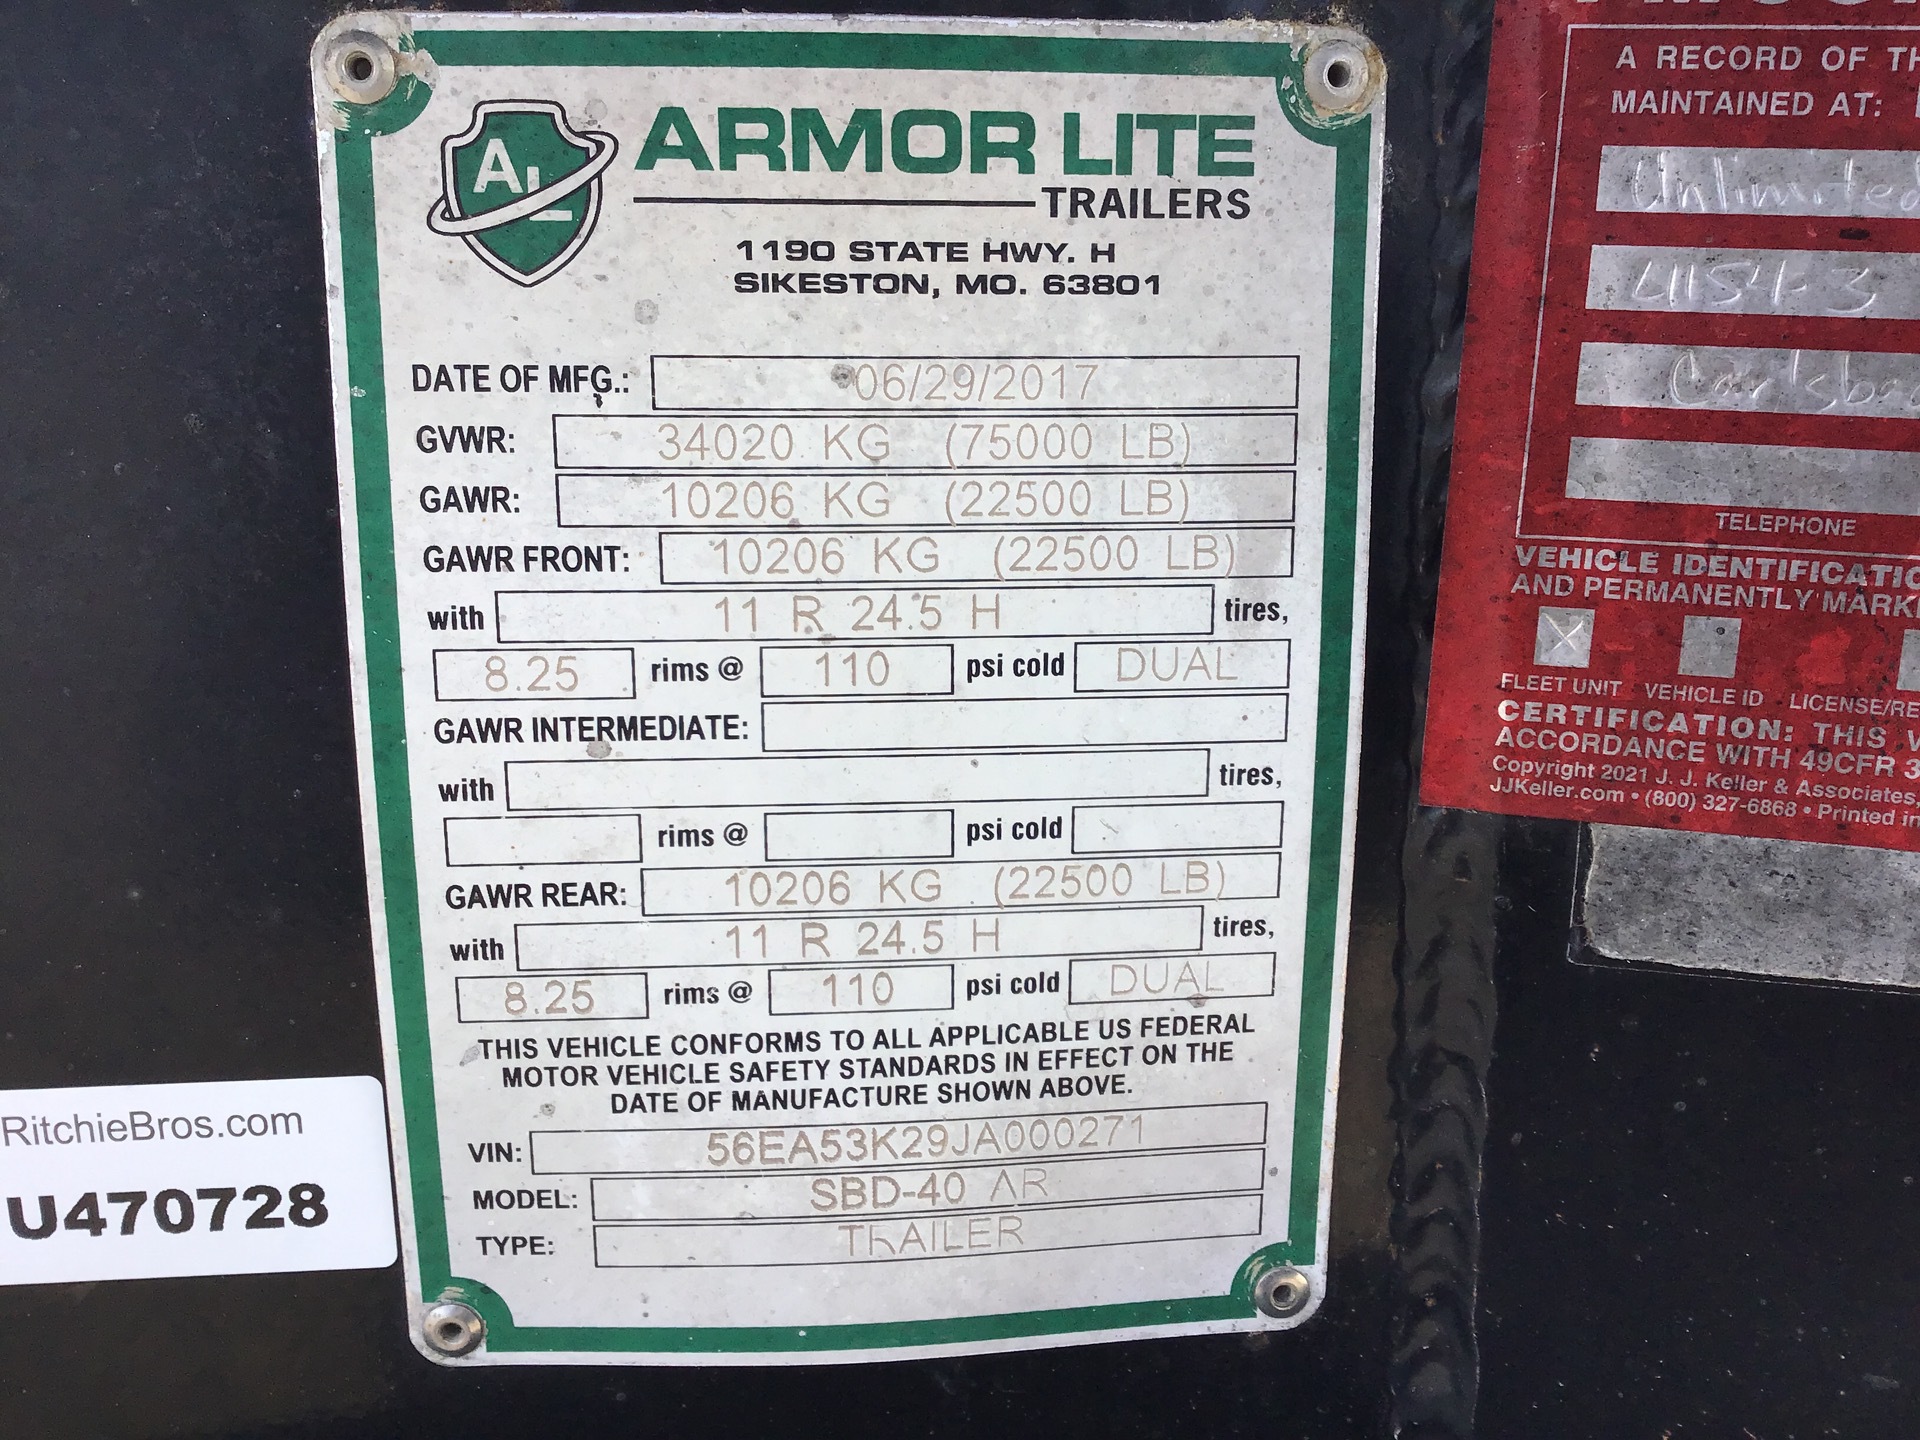 AL
ARMOR LITE
TRAILERS
1190 STATE HWY. H
SIKESTON, MO. 63801
DATE OF MFG.: 06/29/2017
GVWR: 34020 KG (75000 LB)
GAWR: 10206 KG (22500 LB)
GAWR FRONT: 10206 KG (22500 LB)
with 11 R 24.5 H tires,
8.25 rims @ 110 psi cold DUAL
GAWR INTERMEDIATE:
with tires,
rims @ psi cold
GAWR REAR: 10206 KG (22500 LB)
with 11 R 24.5 H tires,
8.25 rims @ 110 psi cold DUAL
THIS VEHICLE CONFORMS TO ALL APPLICABLE US FEDERAL
MOTOR VEHICLE SAFETY STANDARDS IN EFFECT ON THE
DATE OF MANUFACTURE SHOWN ABOVE.
VIN: 56EA53K29JA000271
MODEL: SBD-40 AR
TYPE: TRAILER
RitchieBros.com
U470728
A RECORD OF TH
MAINTAINED AT:
Unlimited
Carlsbad
TELEPHONE
VEHICLE IDENTIFICATIO
AND PERMANENTLY MARK
X
FLEET UNIT VEHICLE ID LICENSE/RE
CERTIFICATION: THIS V
ACCORDANCE WITH 49CFR 3
Copyright 2021 J. J. Keller & Associates,
JJKeller.com • (800) 327-6868 • Printed in